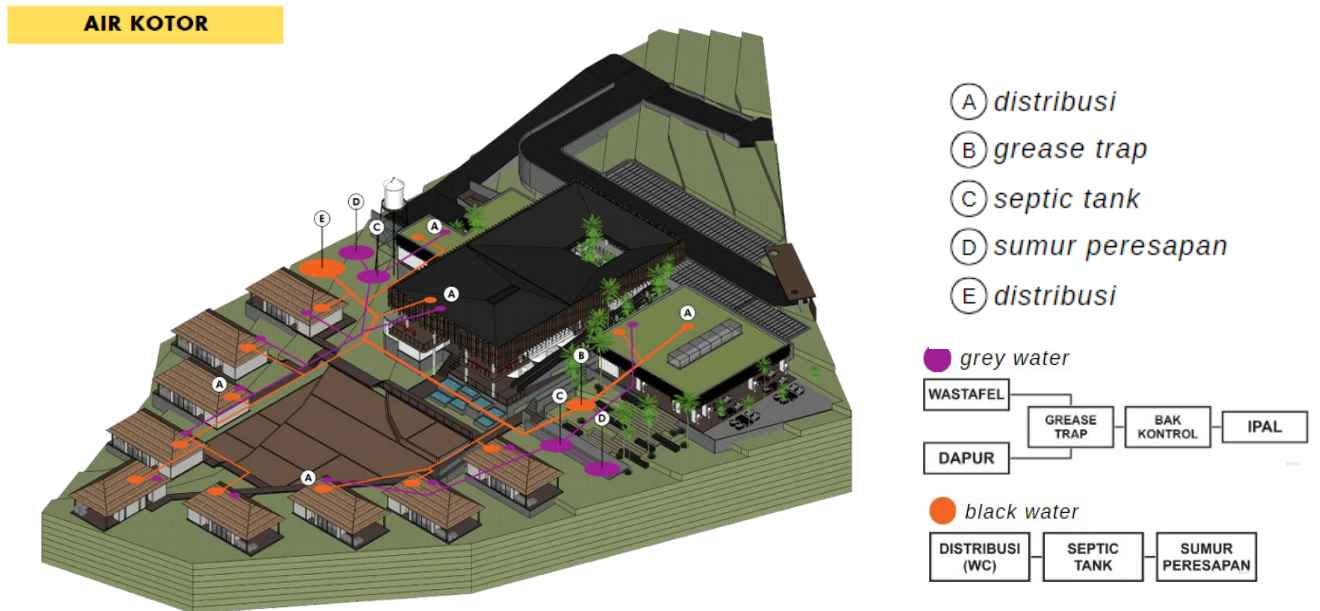 AIR KOTOR
A distribusi
B grease trap
C septic tank
D sumur peresapan
E distribusi
grey water
WASTAFEL
DAPUR
GREASE
TRAP
BAK
KONTROL
IPAL
black water
DISTRIBUSI
(WC)
SEPTIC
TANK
SUMUR
PERESAPAN
D
E
C
A
A
A
B
C
D
A
A